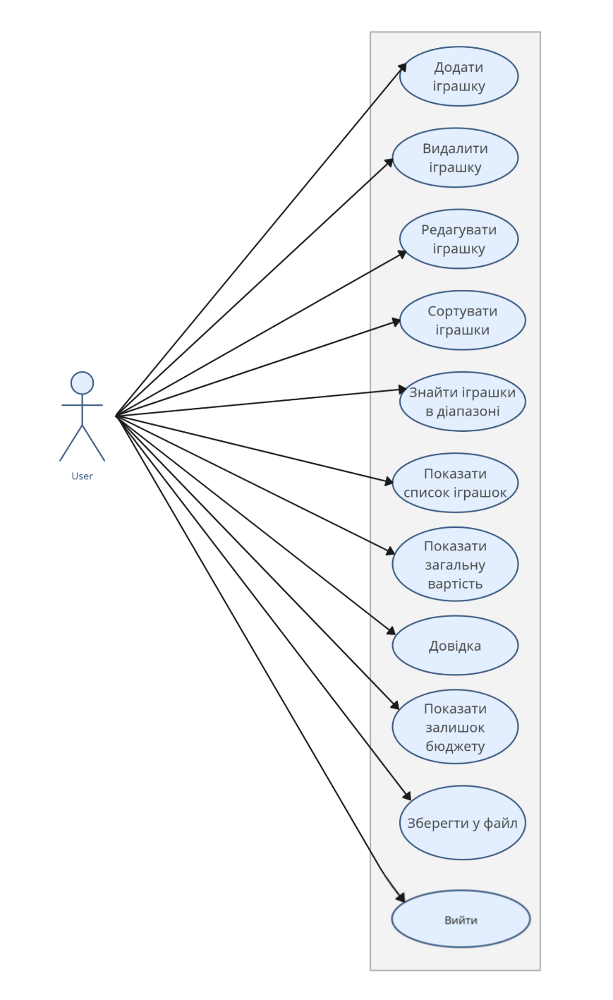 Додати
іграшку
Видалити
іграшку
Редагувати
іграшку
Сортувати
іграшки
Знайти іграшки
в діапазоні
User
Показати
список іграшок
Показати
загальну
вартість
Довідка
Показати
залишок
бюджету
Зберегти у файл
Вийти